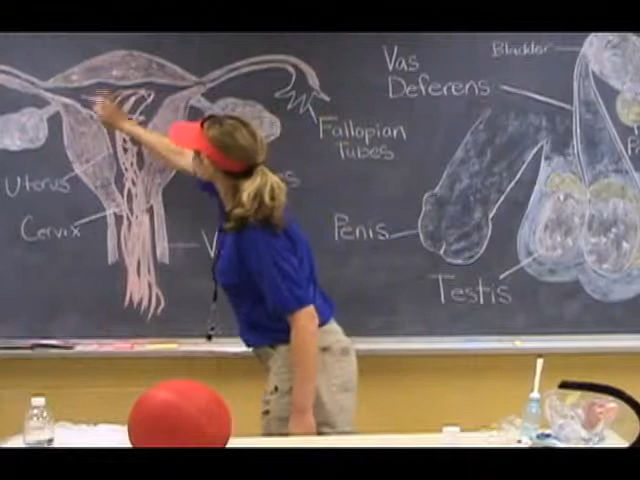 Vas
Deferens
Bladder
Fallopian
Tubes
Uterus
Cervix
Penis
Testis